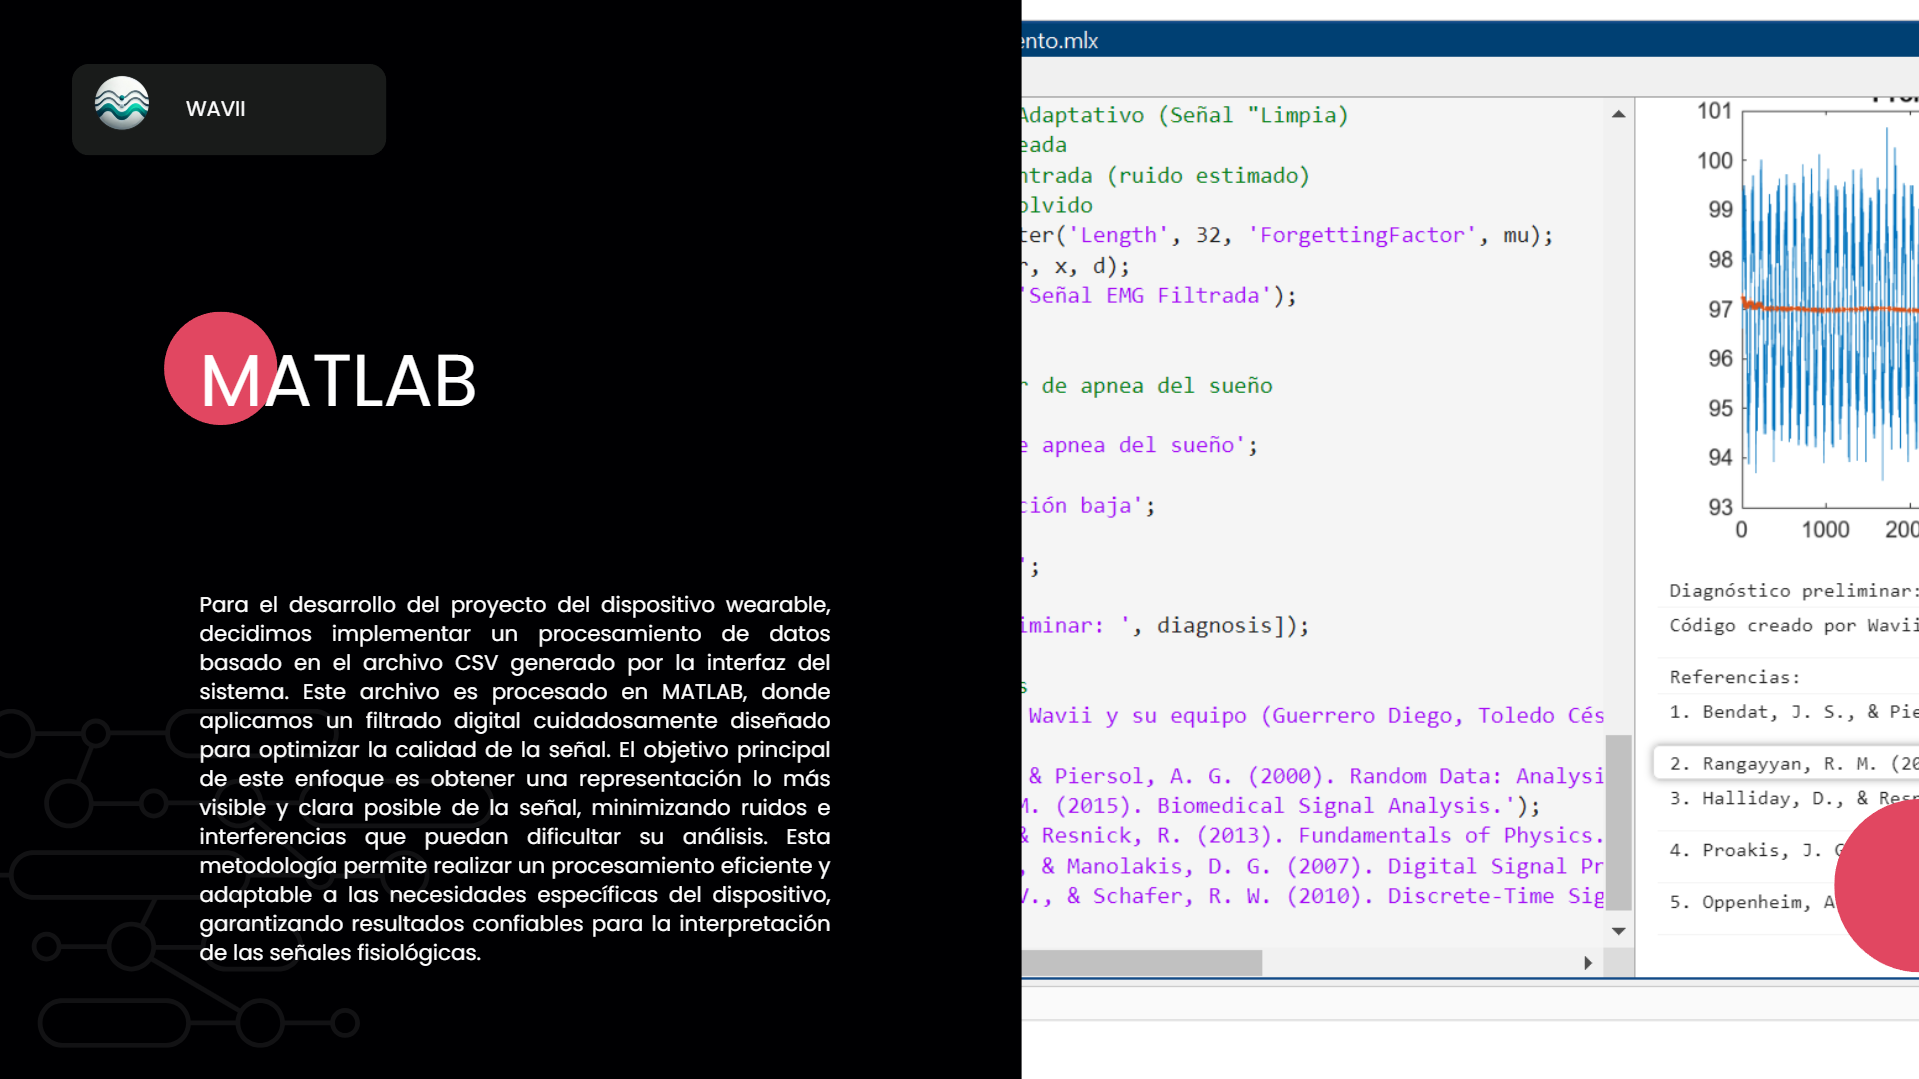 WAVII
MATLAB
Para el desarrollo del proyecto del dispositivo wearable,
decidimos implementar un procesamiento de datos
basado en el archivo CSV generado por la interfaz del
sistema. Este archivo es procesado en MATLAB, donde
aplicamos un filtrado digital cuidadosamente diseñado
para optimizar la calidad de la señal. El objetivo principal
de este enfoque es obtener una representación lo más
visible y clara posible de la señal, minimizando ruidos e
interferencias que puedan dificultar su análisis. Esta
metodología permite realizar un procesamiento eficiente y
adaptable a las necesidades específicas del dispositivo,
garantizando resultados confiables para la interpretación
de las señales fisiológicas.
ento.mlx
Adaptativo (Señal "Limpia)
eada
ntrada (ruido estimado)
olvido
ter('Length', 32, 'ForgettingFactor', mu);
r, x, d);
'Señal EMG Filtrada');
r de apnea del sueño
e apnea del sueño';
ción baja';
';
iminar: ', diagnosis]);
s
Wavii y su equipo (Guerrero Diego, Toledo Cés
& Piersol, A. G. (2000). Random Data: Analysi
M. (2015). Biomedical Signal Analysis.');
& Resnick, R. (2013). Fundamentals of Physics.
, & Manolakis, D. G. (2007). Digital Signal Pr
V., & Schafer, R. W. (2010). Discrete-Time Sig
101
100
99
98
97
96
95
94
93
0 1000 200
Diagnóstico preliminar:
Código creado por Wavii
Referencias:
1. Bendat, J. S., & Pie
2. Rangayyan, R. M. (20
3. Halliday, D., & Resn
4. Proakis, J. G
5. Oppenheim, A